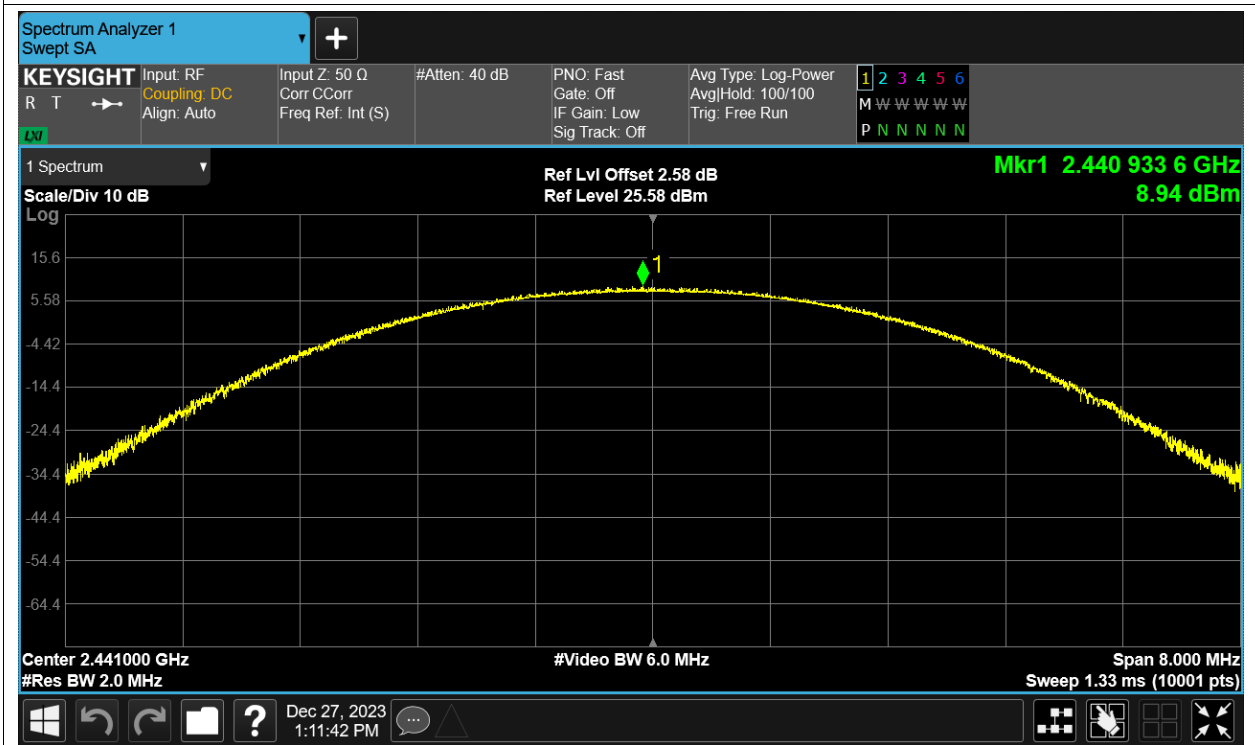 Spectrum Analyzer 1
Swept SA
KEYSIGHT
R T
LXI
Input: RF
Coupling: DC
Align: Auto
Input Z: 50 Ω
Corr CCorr
Freq Ref: Int (S)
#Atten: 40 dB
PNO: Fast
Gate: Off
IF Gain: Low
Sig Track: Off
Avg Type: Log-Power
Avg|Hold: 100/100
Trig: Free Run
1 2 3 4 5 6
M W W W W W
P N N N N N
1 Spectrum
Scale/Div 10 dB
Log
Ref Lvl Offset 2.58 dB
Ref Level 25.58 dBm
Mkr1 2.440 933 6 GHz
8.94 dBm
1
15.6
5.58
-4.42
-14.4
-24.4
-34.4
-44.4
-54.4
-64.4
Center 2.441000 GHz
#Video BW 6.0 MHz
Span 8.000 MHz
#Res BW 2.0 MHz
Sweep 1.33 ms (10001 pts)
?
Dec 27, 2023
1:11:42 PM